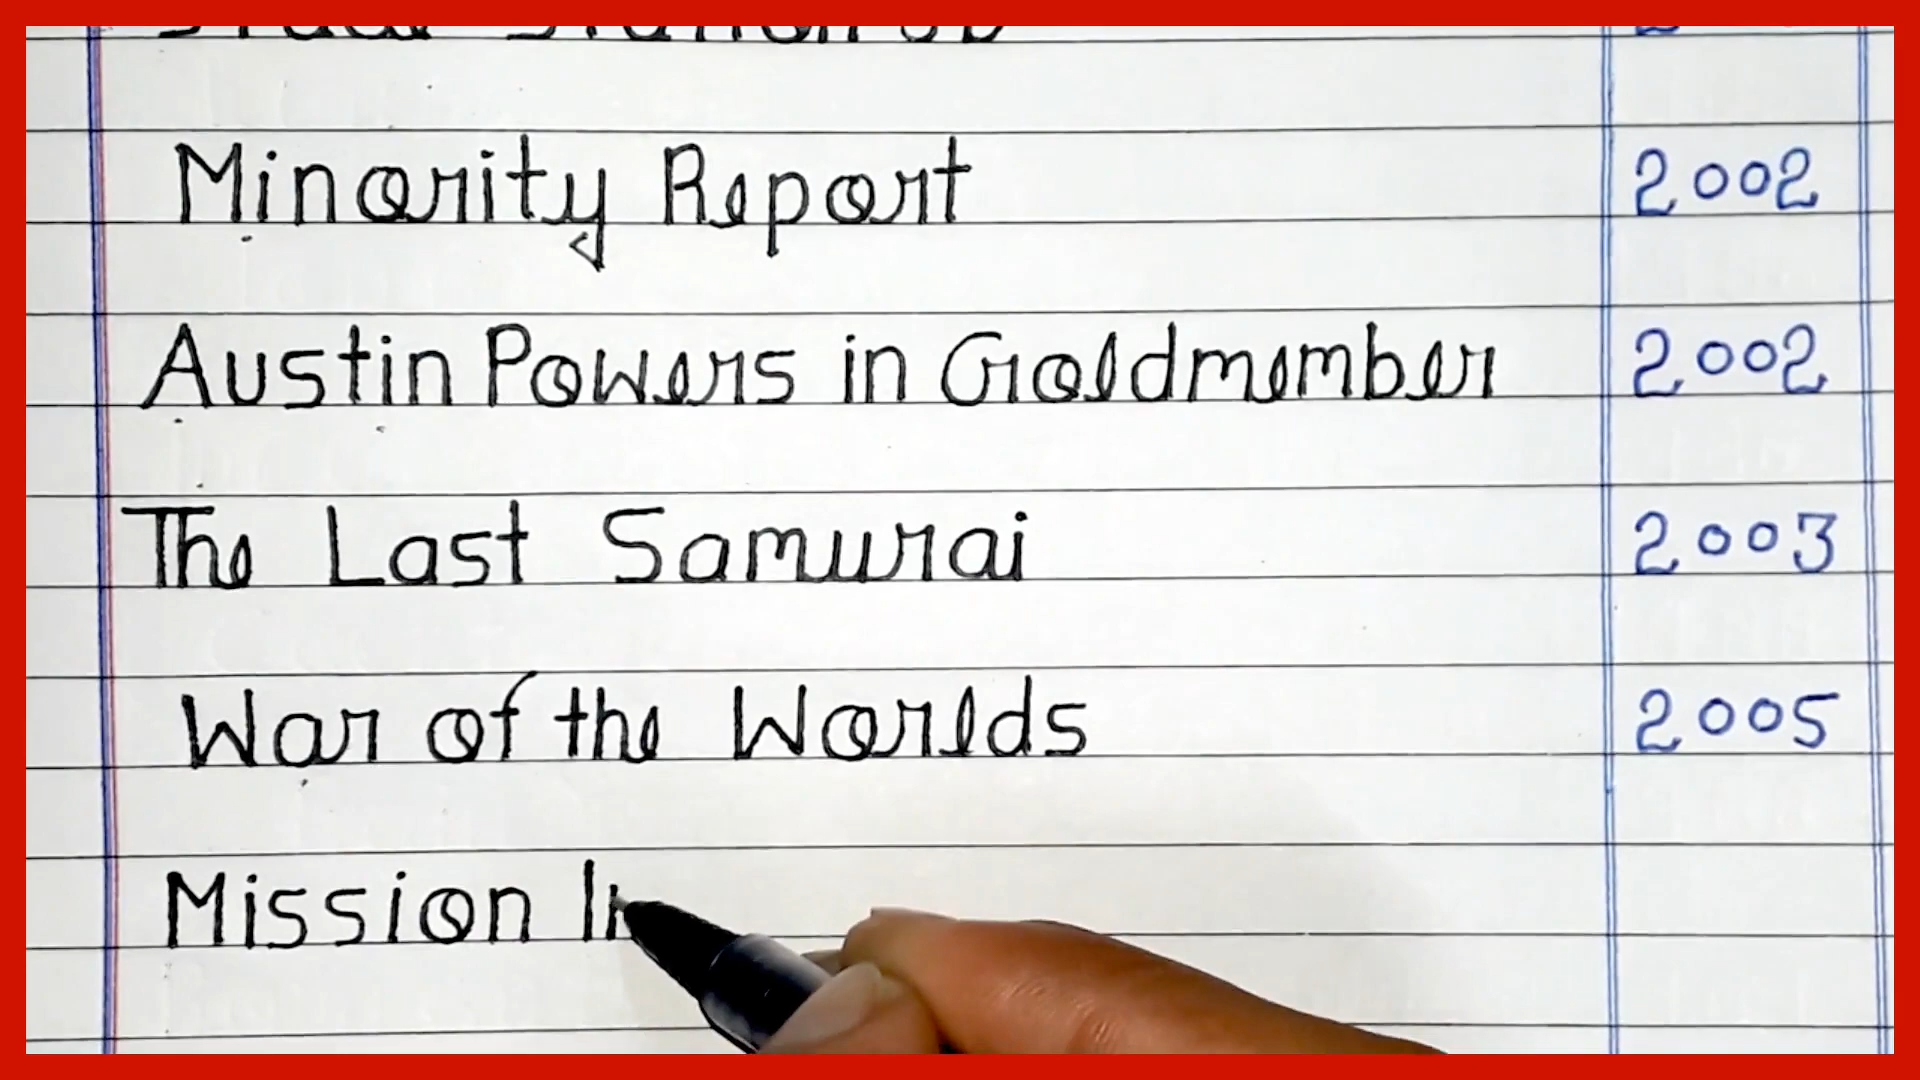 Minority Report 2002
Austin Powers in Goldmember 2002
The Last Samurai 2003
War of the Worlds 2005
Mission